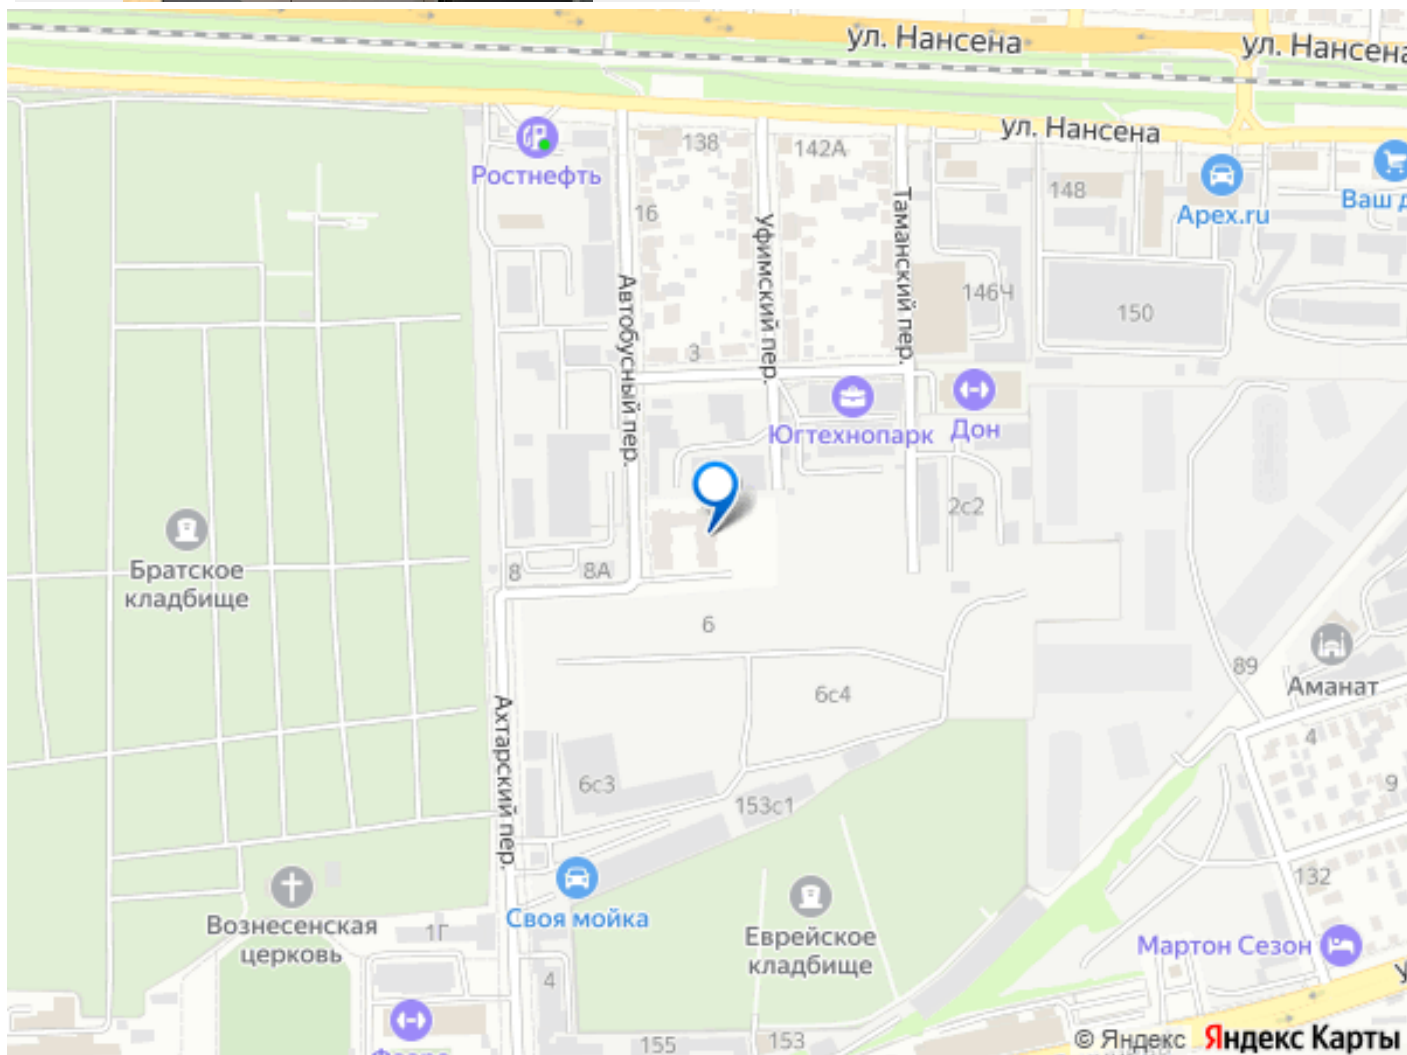 ул. Нансена
ул. Нансена
ул. Нансена
138
142А
Ростнефть
148
Apex.ru
Ваш д
16
Автобусный пер.
Уфимский пер.
Таманский пер.
146Ч
150
3
Югтехнопарк
Дон
2с2
Братское
кладбище
8
8А
6
89
Аманат
6с4
Ахтарский пер.
4
6с3
153с1
9
132
Своя мойка
Вознесенская
церковь
1Г
Еврейское
кладбище
Мартон Сезон
4
155
153
© Яндекс Яндекс Карты